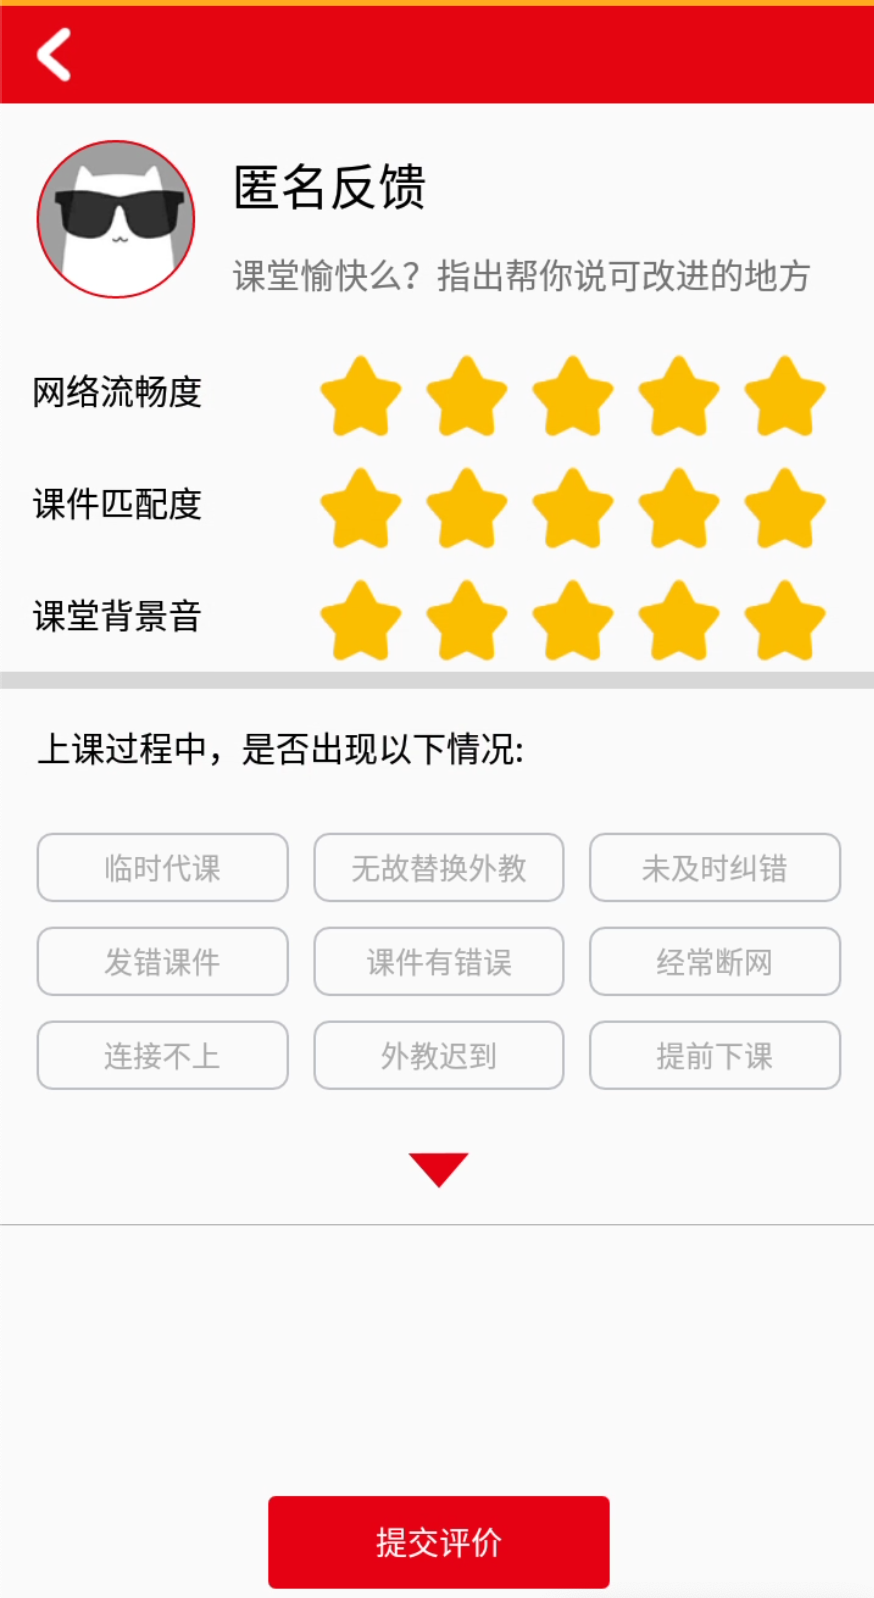 匿名反馈
课堂愉快么？指出帮你说可改进的地方
网络流畅度
课件匹配度
课堂背景音
上课过程中，是否出现以下情况:
临时代课 无故替换外教 未及时纠错
发错课件 课件有错误 经常断网
连接不上 外教迟到 提前下课
提交评价